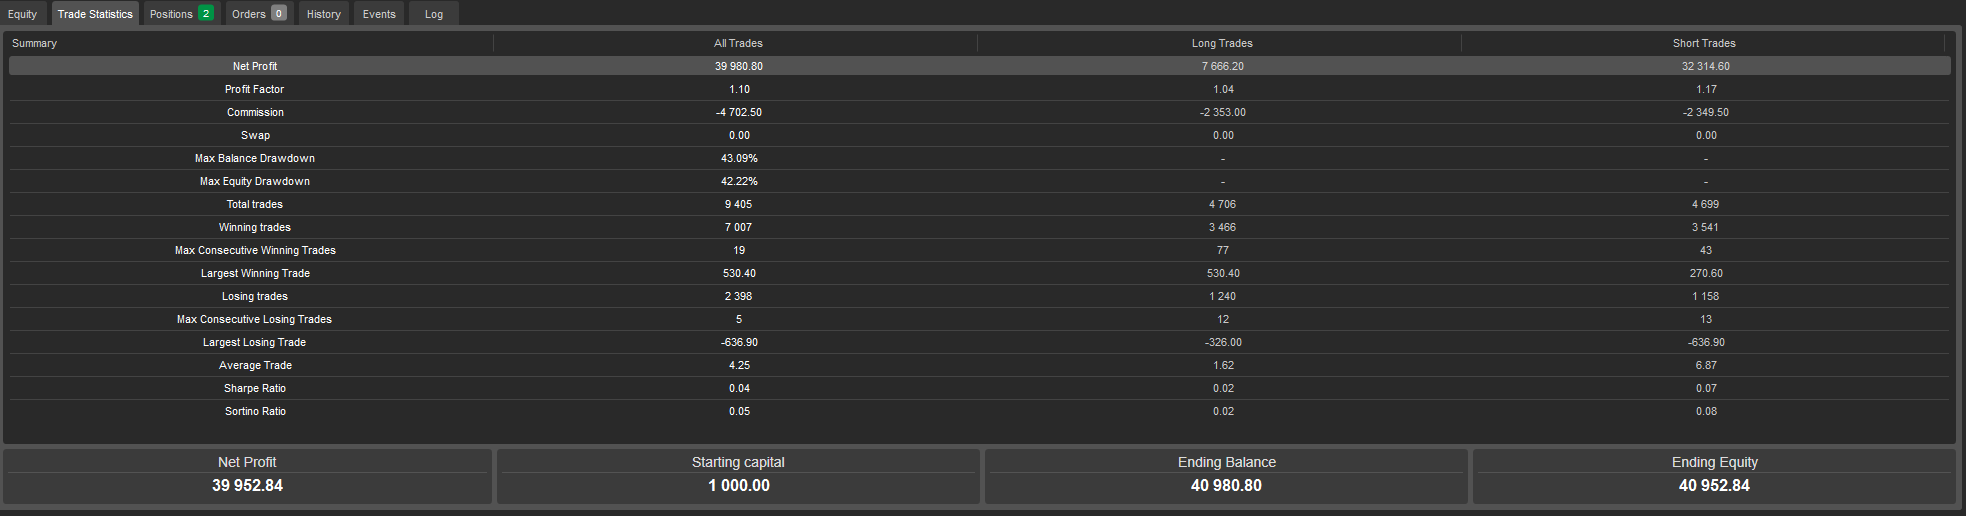 Equity Trade Statistics Positions 2 Orders 0 History Events Log
Summary All Trades Long Trades Short Trades
Net Profit 39 980.80 7 666.20 32 314.60
Profit Factor 1.10 1.04 1.17
Commission -4 702.50 -2 353.00 -2 349.50
Swap 0.00 0.00 0.00
Max Balance Drawdown 43.09% - -
Max Equity Drawdown 42.22% - -
Total trades 9 405 4 706 4 699
Winning trades 7 007 3 466 3 541
Max Consecutive Winning Trades 19 77 43
Largest Winning Trade 530.40 530.40 270.60
Losing trades 2 398 1 240 1 158
Max Consecutive Losing Trades 5 12 13
Largest Losing Trade -636.90 -326.00 -636.90
Average Trade 4.25 1.62 6.87
Sharpe Ratio 0.04 0.02 0.07
Sortino Ratio 0.05 0.02 0.08
Net Profit Starting capital Ending Balance Ending Equity
39 952.84 1 000.00 40 980.80 40 952.84